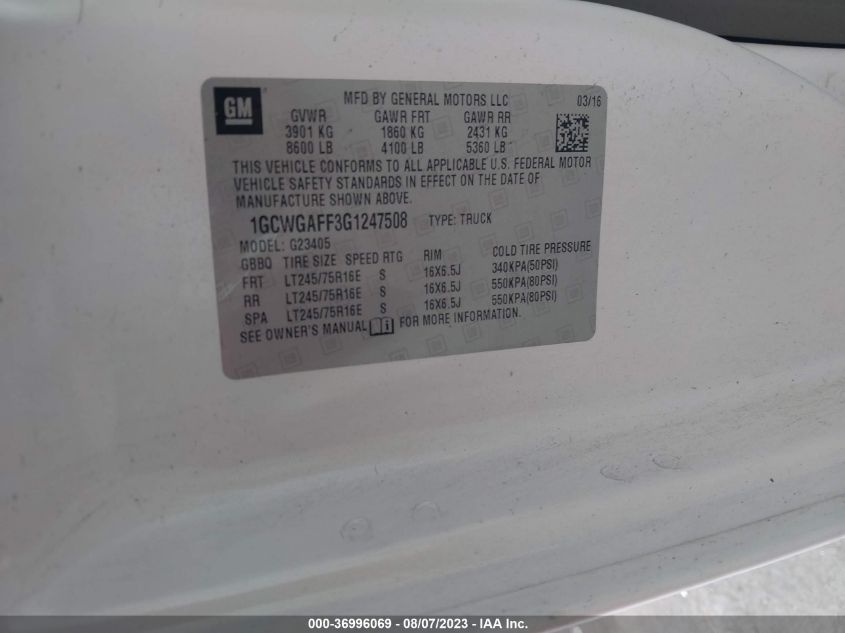 GM
MFD BY GENERAL MOTORS LLC 03/16
GVWR GAWR FRT GAWR RR
3901 KG 1860 KG 2431 KG
8600 LB 4100 LB 5360 LB
THIS VEHICLE CONFORMS TO ALL APPLICABLE U.S. FEDERAL MOTOR
VEHICLE SAFETY STANDARDS IN EFFECT ON THE DATE OF
MANUFACTURE SHOWN ABOVE.
1GCWGAFF3G1247508 TYPE: TRUCK
MODEL: G23405
GBBQ TIRE SIZE SPEED RTG RIM COLD TIRE PRESSURE
FRT LT245/75R16E S 16X6.5J 340KPA(50PSI)
RR LT245/75R16E S 16X6.5J 550KPA(80PSI)
SPA LT245/75R16E S 16X6.5J 550KPA(80PSI)
SEE OWNER'S MANUAL FOR MORE INFORMATION.
000-36996069 - 08/07/2023 - IAA Inc.